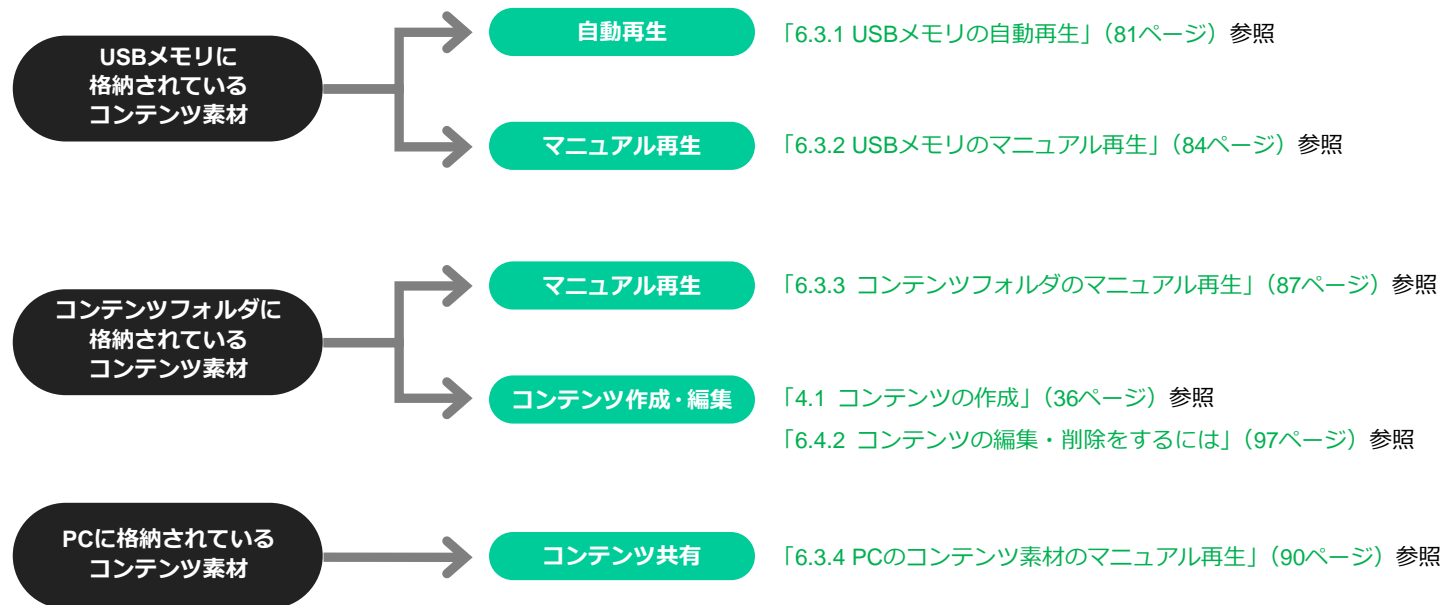 USBメモリに
格納されている
コンテンツ素材
自動再生
「6.3.1 USBメモリの自動再生」（81ページ）参照
マニュアル再生
「6.3.2 USBメモリのマニュアル再生」（84ページ）参照
コンテンツフォルダに
格納されている
コンテンツ素材
マニュアル再生
「6.3.3 コンテンツフォルダのマニュアル再生」（87ページ）参照
コンテンツ作成・編集
「4.1 コンテンツの作成」（36ページ）参照
「6.4.2 コンテンツの編集・削除をするには」（97ページ）参照
PCに格納されている
コンテンツ素材
コンテンツ共有
「6.3.4 PCのコンテンツ素材のマニュアル再生」（90ページ）参照